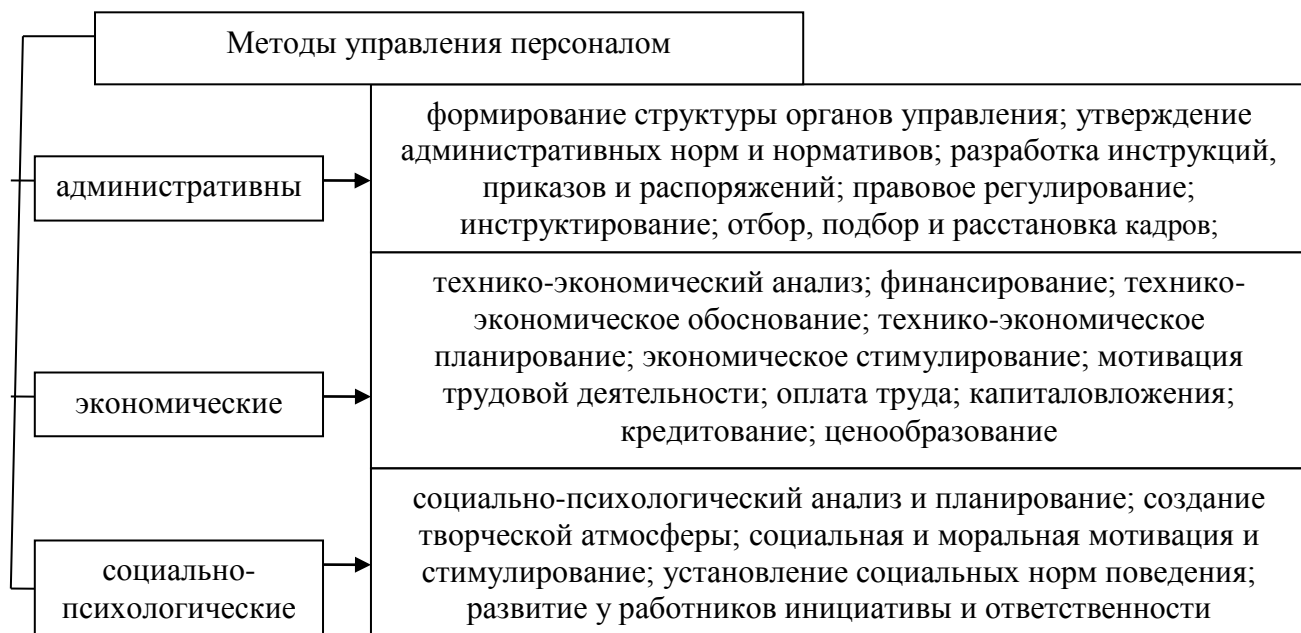 Методы управления персоналом
административны
формирование структуры органов управления; утверждение
административных норм и нормативов; разработка инструкций,
приказов и распоряжений; правовое регулирование;
инструктирование; отбор, подбор и расстановка кадров;
экономические
технико-экономический анализ; финансирование; технико-
экономическое обоснование; технико-экономическое
планирование; экономическое стимулирование; мотивация
трудовой деятельности; оплата труда; капиталовложения;
кредитование; ценообразование
социально-
психологические
социально-психологический анализ и планирование; создание
творческой атмосферы; социальная и моральная мотивация и
стимулирование; установление социальных норм поведения;
развитие у работников инициативы и ответственности